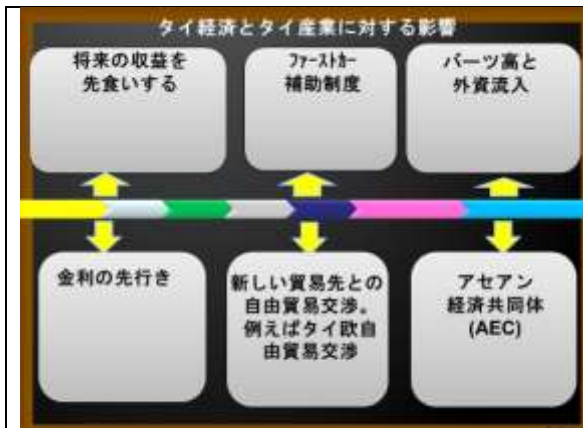 タイ経済とタイ産業に対する影響
将来の収益を
先食いする
ファーストカー
補助制度
バーツ高と
外資流入
金利の先行き
新しい貿易先との
自由貿易交渉。
例えばタイ欧自
由貿易交渉
アセアン
経済共同体
(AEC)